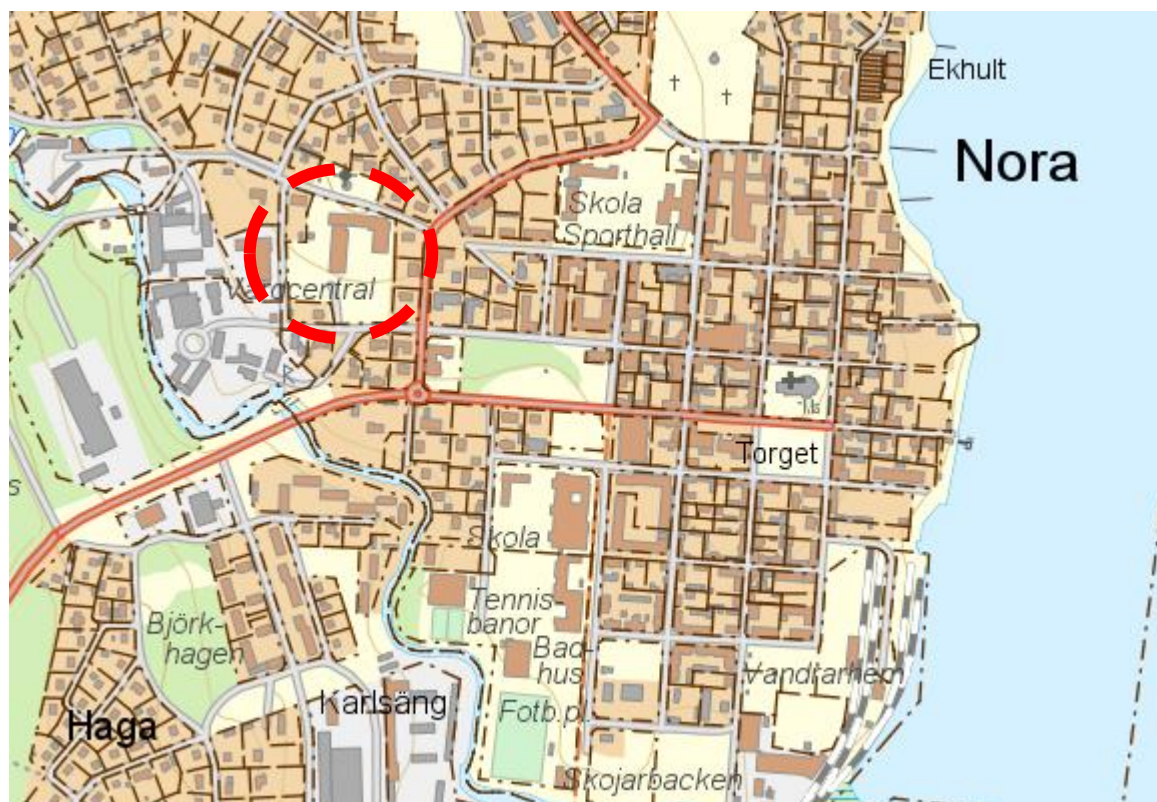 Ekhult
Nora
Skola
Sporthall
Vårdcentral
Torget
Skola
Tennis-
banor
Björk-
hagen
Bad-
hus
Vandrarhem
Karlsäng
Haga
Fotb.pl.
Skojarbacken